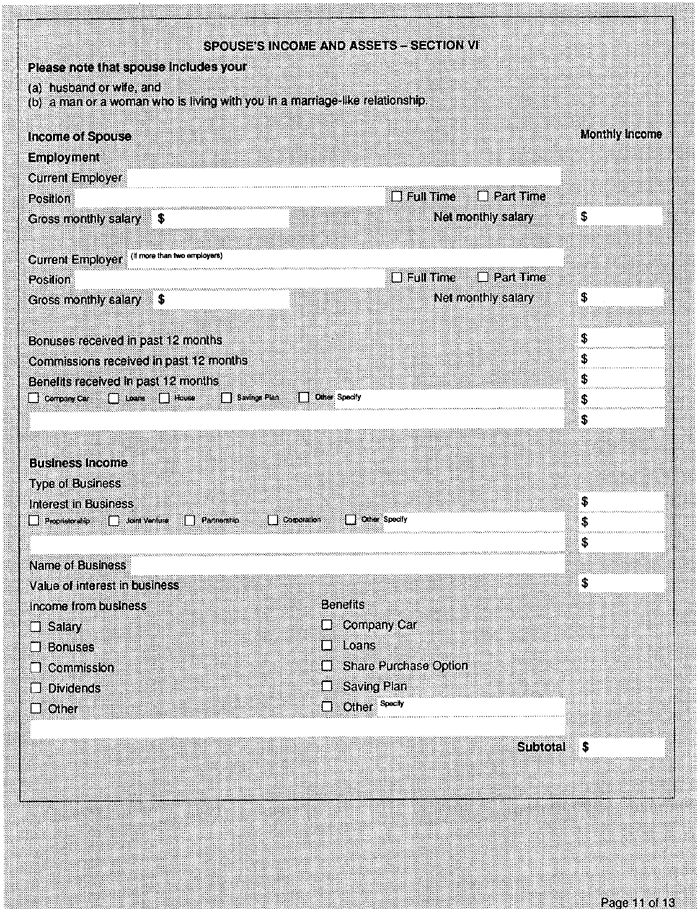 SPOUSE'S INCOME AND ASSETS – SECTION VI
Please note that spouse includes your
(a) husband or wife, and
(b) a man or a woman who is living with you in a marriage-like relationship.
Income of Spouse Monthly Income
Employment
Current Employer
Position ☐ Full Time ☐ Part Time
Gross monthly salary $ Net monthly salary $
Current Employer (if more than two employers)
Position ☐ Full Time ☐ Part Time
Gross monthly salary $ Net monthly salary $
Bonuses received in past 12 months $
Commissions received in past 12 months $
Benefits received in past 12 months $
☐ Company Car ☐ Loans ☐ House ☐ Savings Plan ☐ Other Specify $
$
Business Income
Type of Business
Interest in Business $
☐ Proprietorship ☐ Joint Venture ☐ Partnership ☐ Corporation ☐ Other Specify $
$
Name of Business
Value of interest in business $
Income from business Benefits
☐ Salary ☐ Company Car
☐ Bonuses ☐ Loans
☐ Commission ☐ Share Purchase Option
☐ Dividends ☐ Saving Plan
☐ Other ☐ Other Specify
Subtotal $
Page 11 of 13